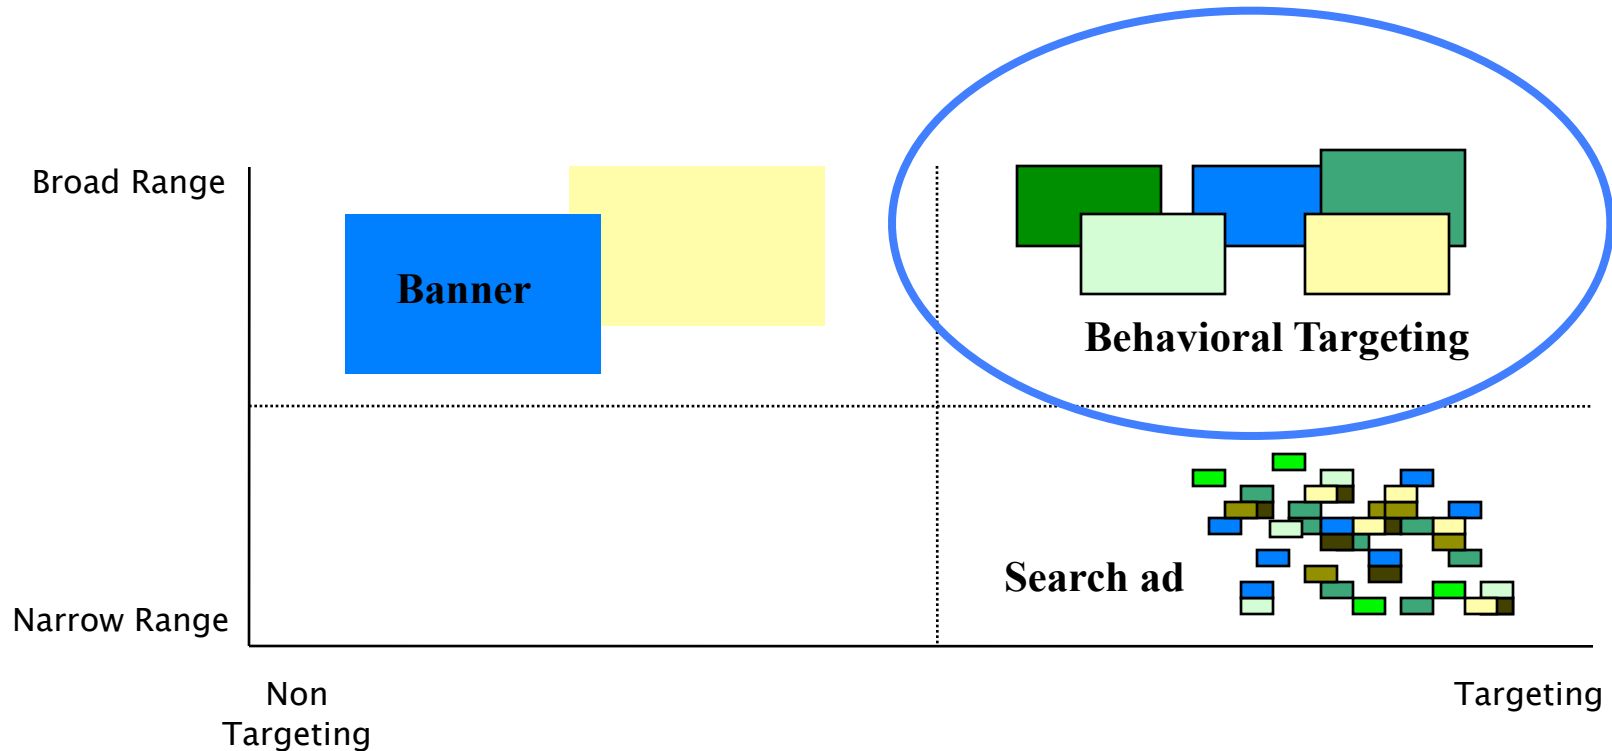 Broad Range
Banner
Behavioral Targeting
Search ad
Narrow Range
Non
Targeting
Targeting